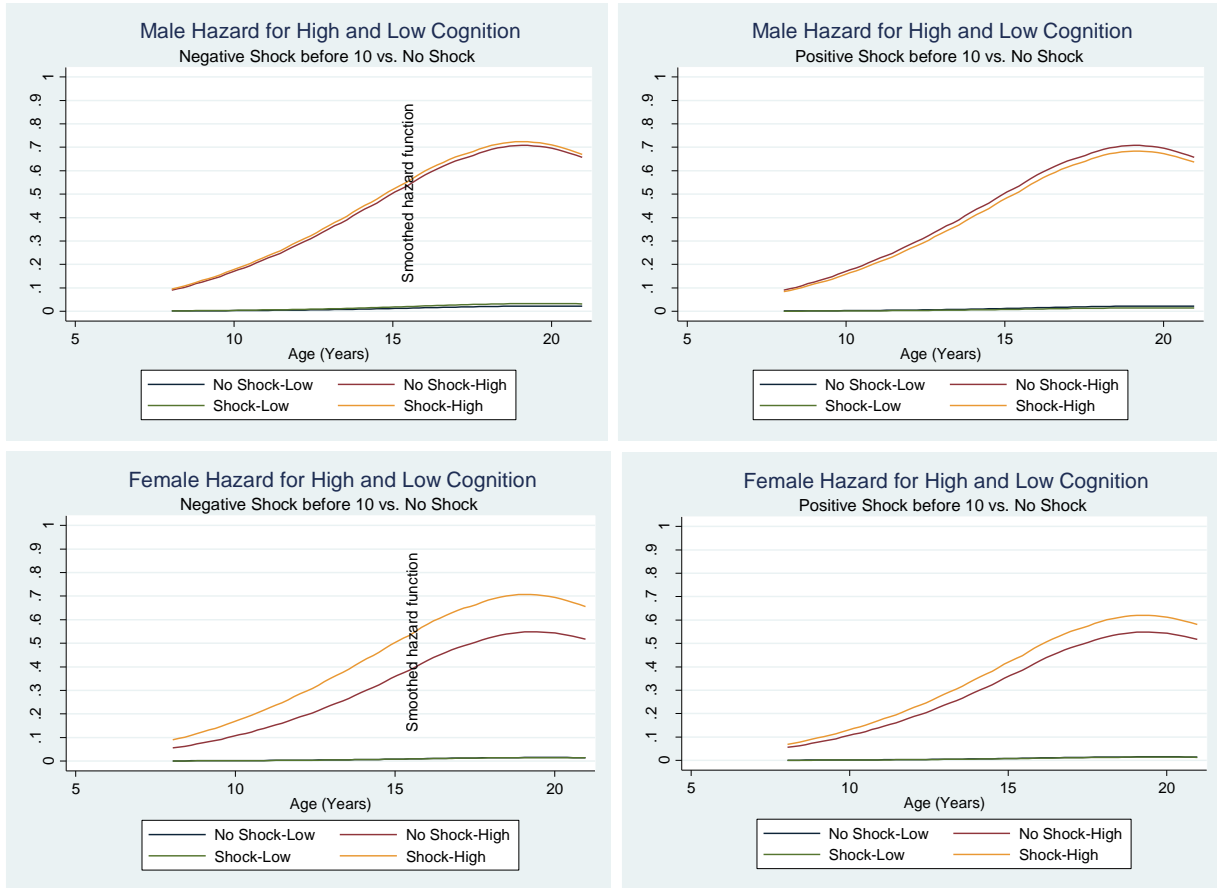 Male Hazard for High and Low Cognition
Negative Shock before 10 vs. No Shock
1
.9
.8
.7
.6
.5
.4
.3
.2
.1
0
Smoothed hazard function
5 10 15 20
Age (Years)
No Shock-Low No Shock-High
Shock-Low Shock-High
Male Hazard for High and Low Cognition
Positive Shock before 10 vs. No Shock
1
.9
.8
.7
.6
.5
.4
.3
.2
.1
0
5 10 15 20
Age (Years)
No Shock-Low No Shock-High
Shock-Low Shock-High
Female Hazard for High and Low Cognition
Negative Shock before 10 vs. No Shock
1
.9
.8
.7
.6
.5
.4
.3
.2
.1
0
Smoothed hazard function
5 10 15 20
Age (Years)
No Shock-Low No Shock-High
Shock-Low Shock-High
Female Hazard for High and Low Cognition
Positive Shock before 10 vs. No Shock
1
.9
.8
.7
.6
.5
.4
.3
.2
.1
0
5 10 15 20
Age (Years)
No Shock-Low No Shock-High
Shock-Low Shock-High